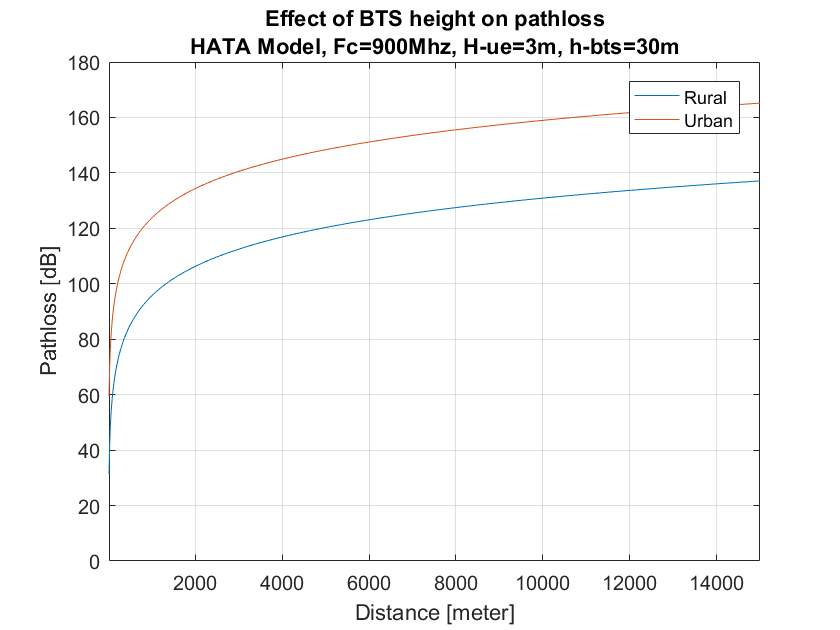 Effect of BTS height on pathloss
HATA Model, Fc=900Mhz, H-ue=3m, h-bts=30m
180
160
140
120
100
80
60
40
20
0
Pathloss [dB]
Rural
Urban
2000 4000 6000 8000 10000 12000 14000
Distance [meter]